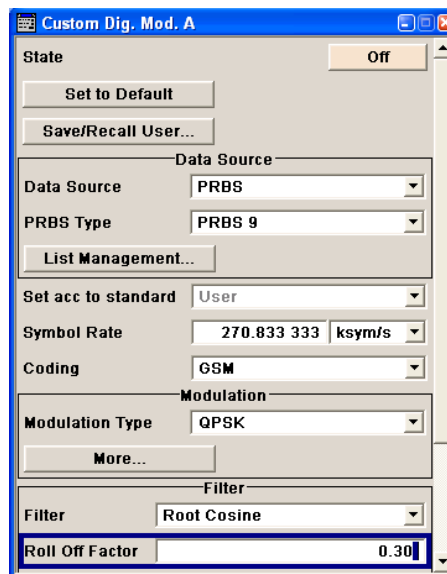 Custom Dig. Mod. A
State Off
Set to Default
Save/Recall User...
Data Source
Data Source PRBS
PRBS Type PRBS 9
List Management...
Set acc to standard User
Symbol Rate 270.833 333 ksym/s
Coding GSM
Modulation
Modulation Type QPSK
More...
Filter
Filter Root Cosine
Roll Off Factor 0.30